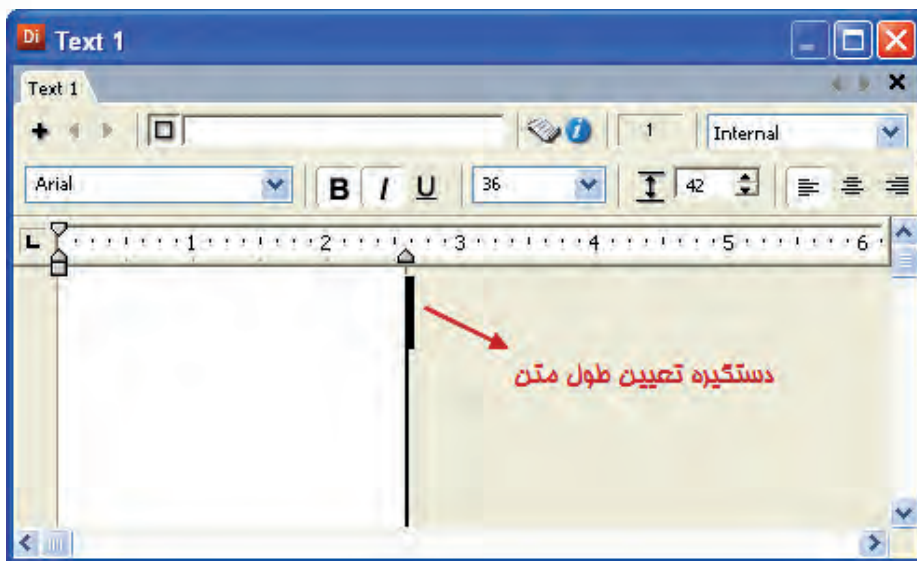 Di Text 1
Text 1
1 Internal
Arial B I U 36 42
1 2 3 4 5 6
دستگیره تعیین طول متن